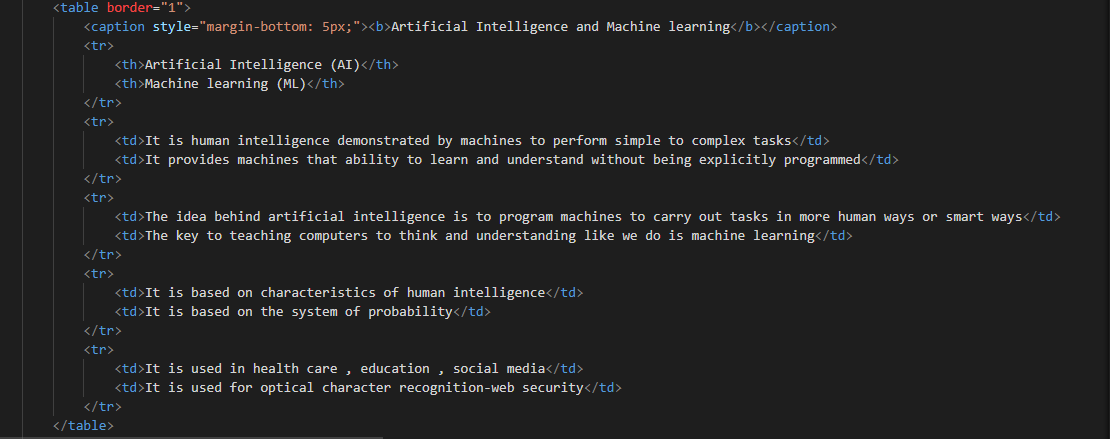 <table border="1">
<caption style="margin-bottom: 5px;"><b>Artificial Intelligence and Machine learning</b></caption>
<tr>
<th>Artificial Intelligence (AI)</th>
<th>Machine learning (ML)</th>
</tr>
<tr>
<td>It is human intelligence demonstrated by machines to perform simple to complex tasks</td>
<td>It provides machines that ability to learn and understand without being explicitly programmed</td>
</tr>
<tr>
<td>The idea behind artificial intelligence is to program machines to carry out tasks in more human ways or smart ways</td>
<td>The key to teaching computers to think and understanding like we do is machine learning</td>
</tr>
<tr>
<td>It is based on characteristics of human intelligence</td>
<td>It is based on the system of probability</td>
</tr>
<tr>
<td>It is used in health care , education , social media</td>
<td>It is used for optical character recognition-web security</td>
</tr>
</table>